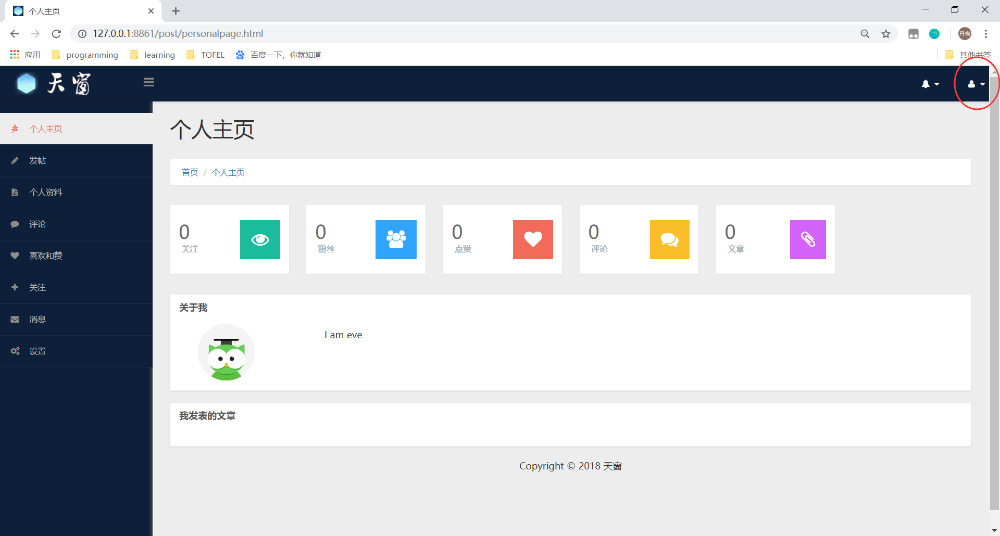 个人主页
127.0.0.1:8861/post/personalpage.html
丹梅
应用 programming learning TOFEL 百度一下，你就知道 其他书签
天窗
个人主页
发帖
个人资料
评论
喜欢和赞
关注
消息
设置
个人主页
首页 / 个人主页
0
关注
0
粉丝
0
点赞
0
评论
0
文章
关于我
I am eve
我发表的文章
Copyright © 2018 天窗